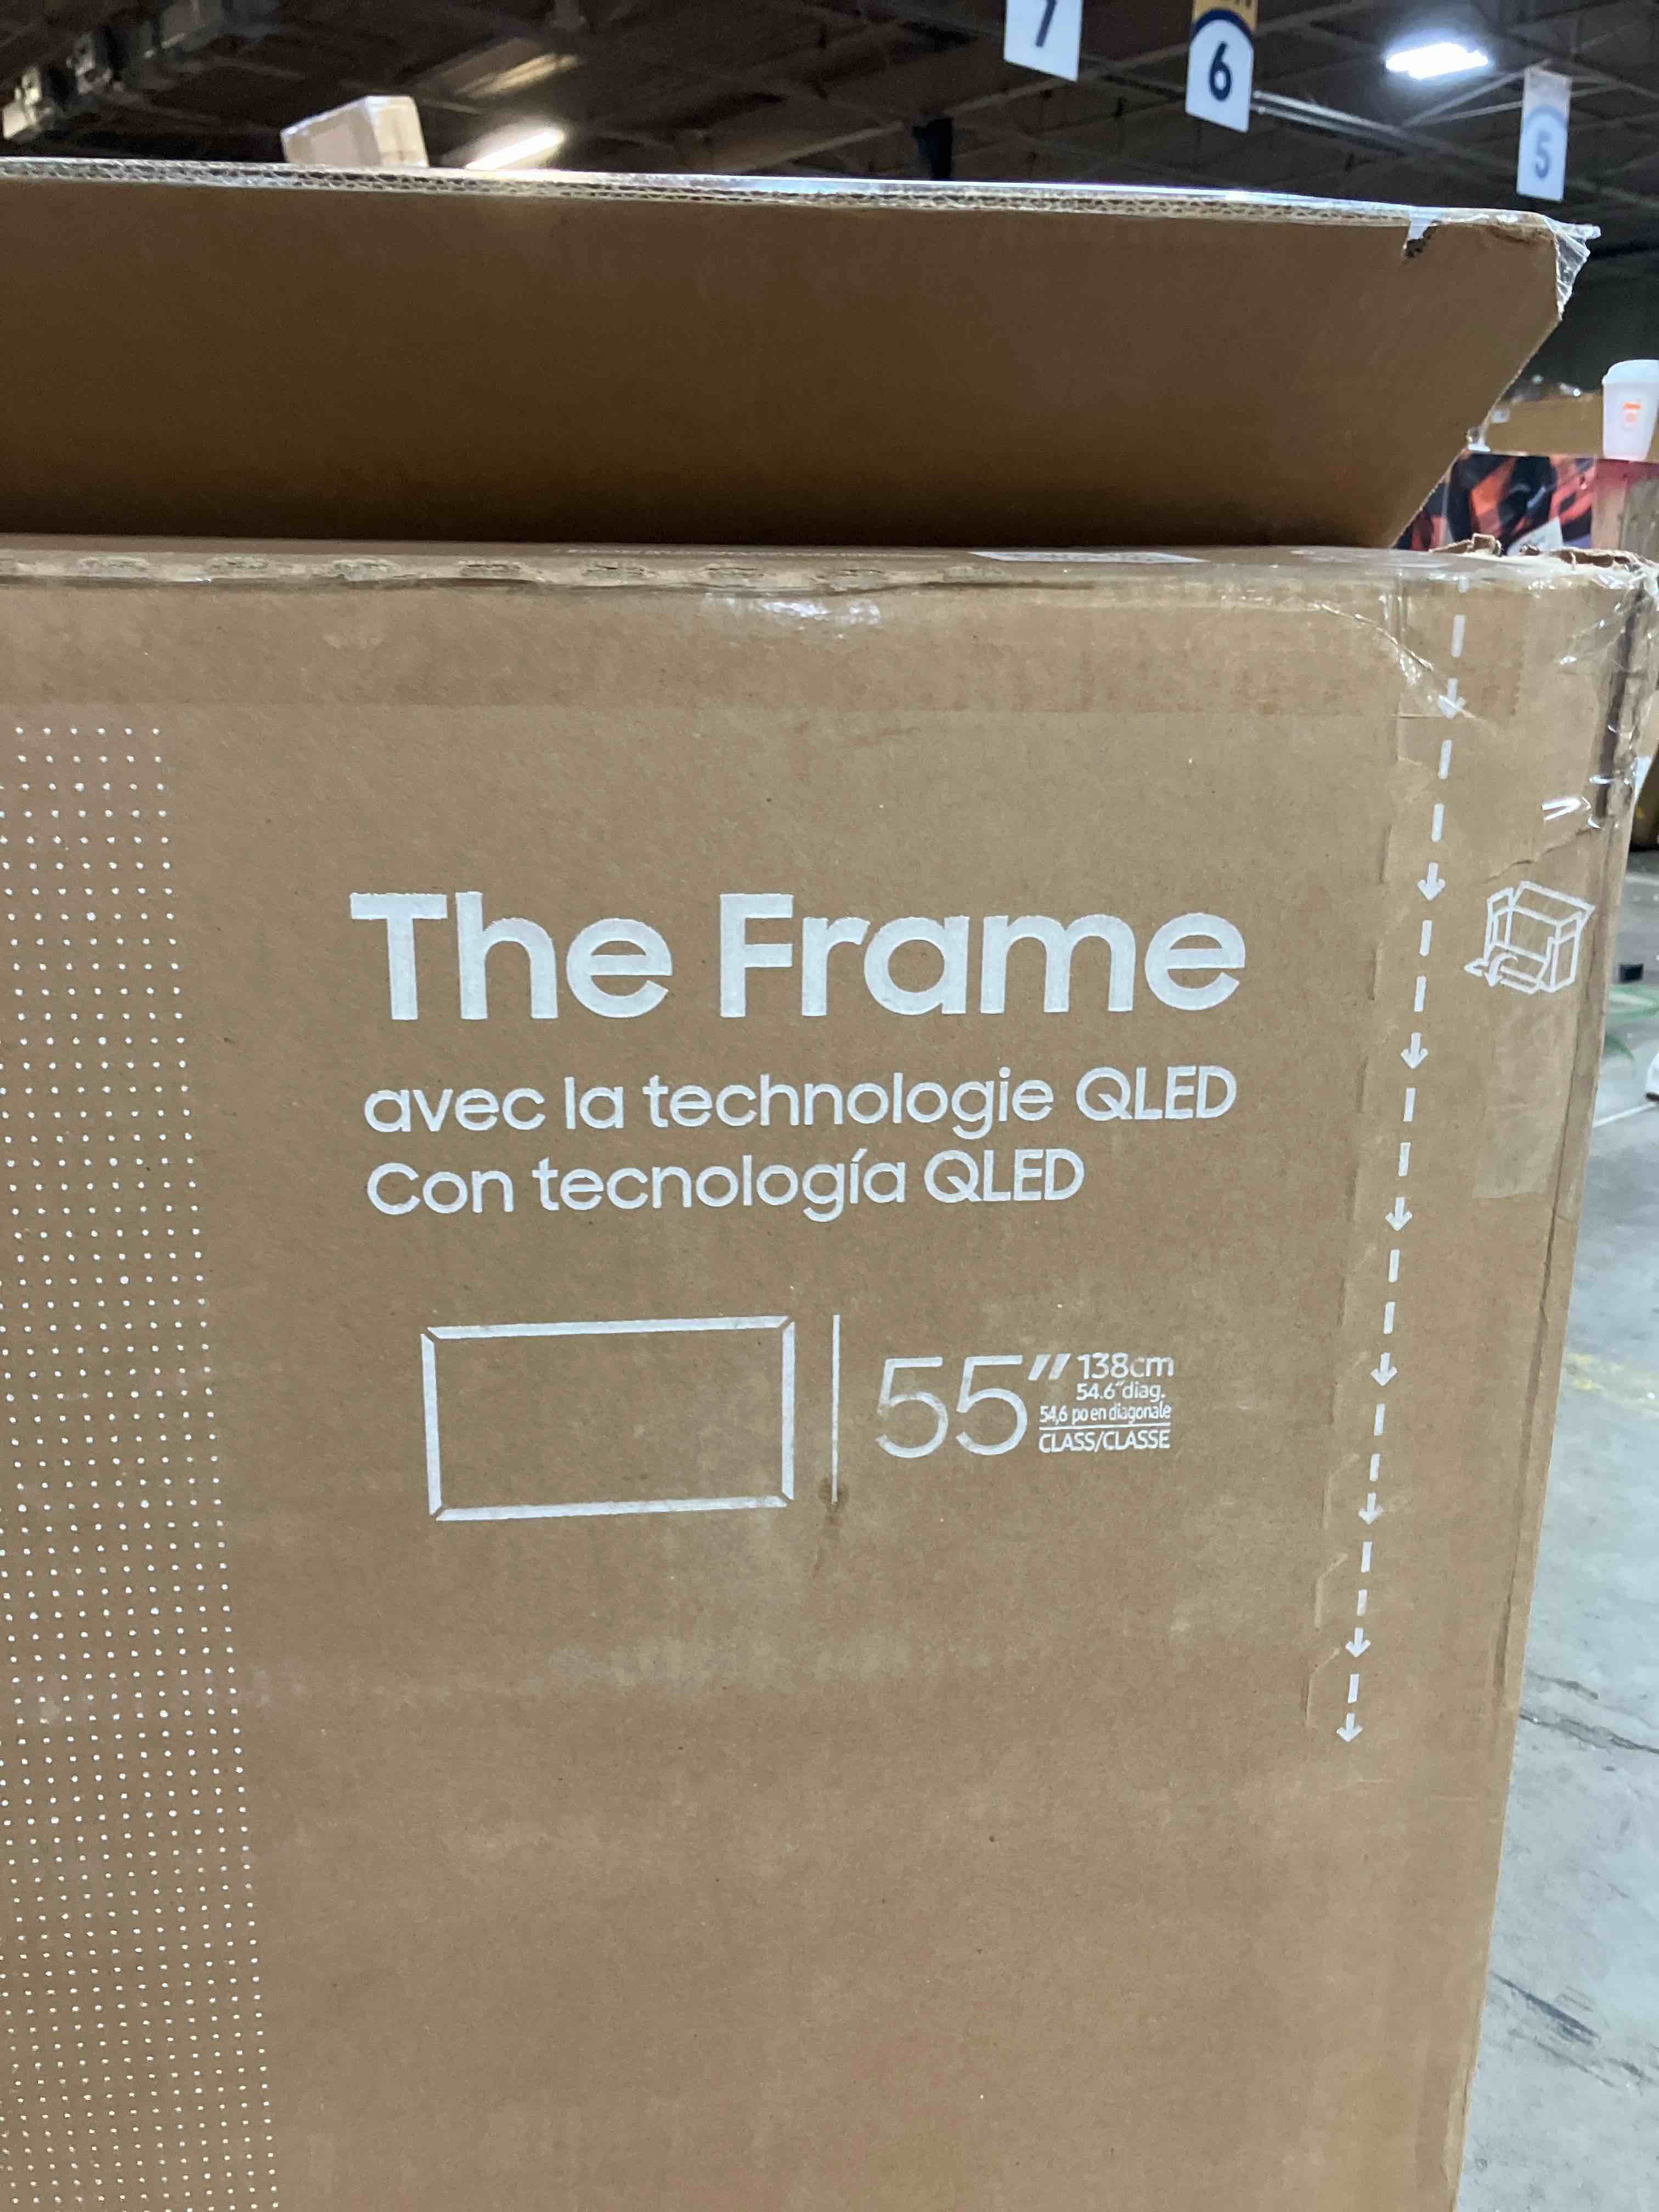 7
6
5
The Frame
avec la technologie QLED
Con tecnología QLED
55" 138cm
54.6"diag.
54,6 po en diagonale
CLASS/CLASSE